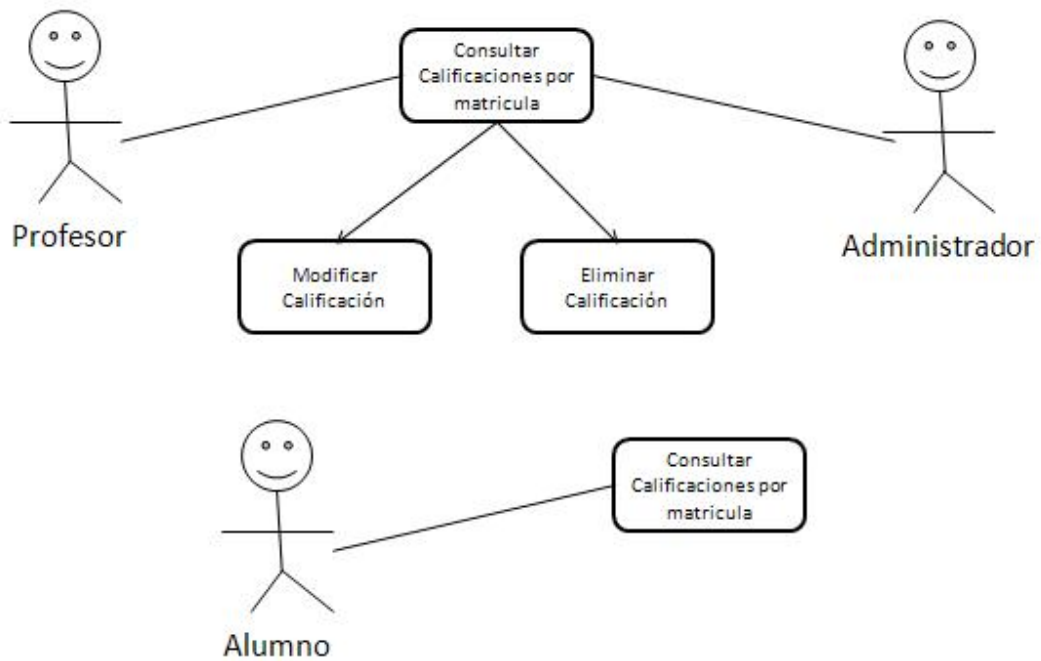 Consultar
Calificaciones por
matricula
Profesor
Administrador
Modificar
Calificación
Eliminar
Calificación
Consultar
Calificaciones por
matricula
Alumno